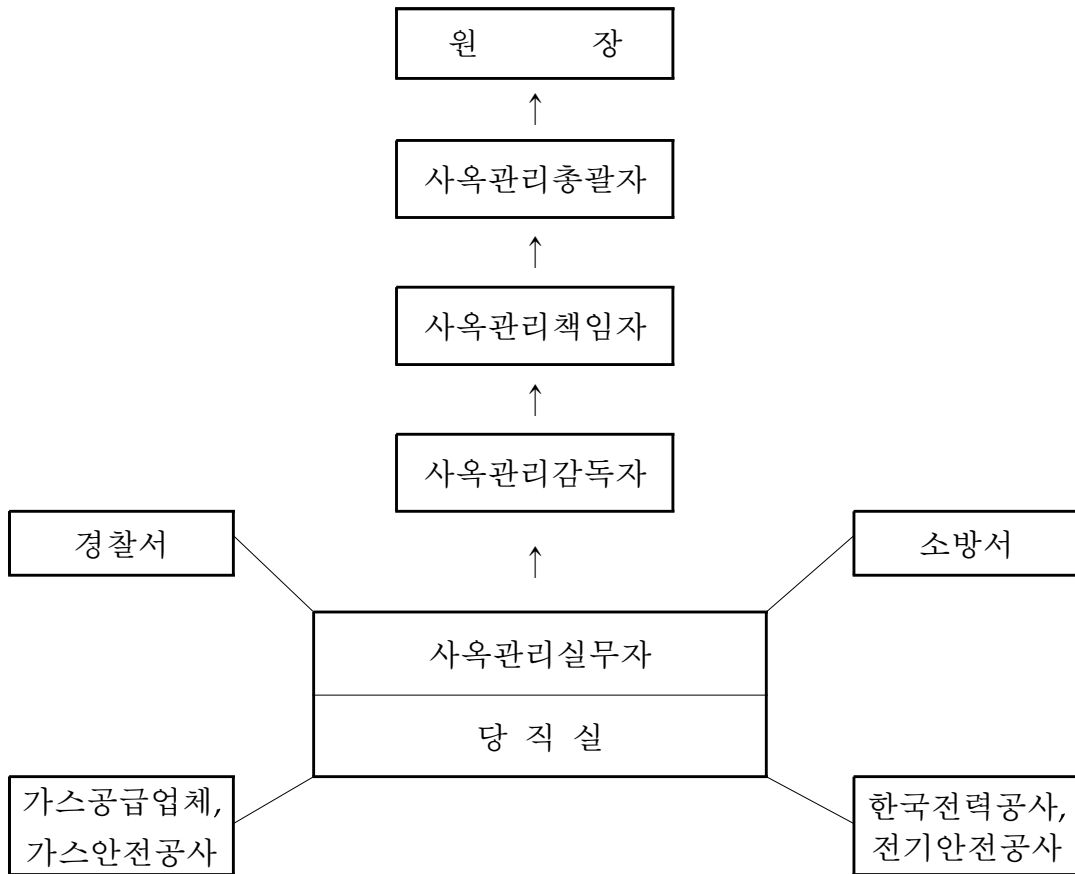 원 장
↑
사옥관리총괄자
↑
사옥관리책임자
↑
사옥관리감독자
경찰서
소방서
↑
사옥관리실무자
당 직 실
가스공급업체,
가스안전공사
한국전력공사,
전기안전공사